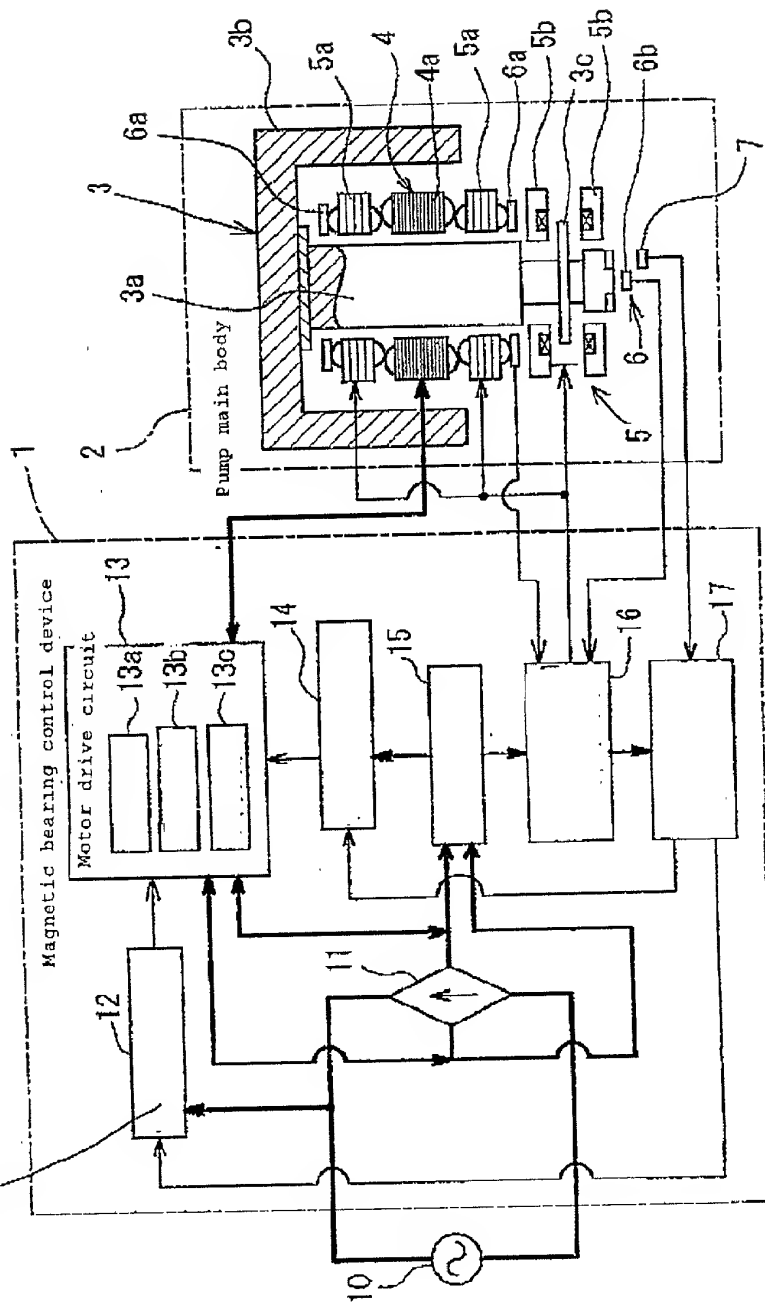 1
Magnetic bearing control device
Motor drive circuit
13
13a
13b
13c
12
14
11
15
16
17
10
2
Pump main body
3
3a
6a
3b
5a
4
4a
5a
6a
5b
3c
5b
6b
7
6
5